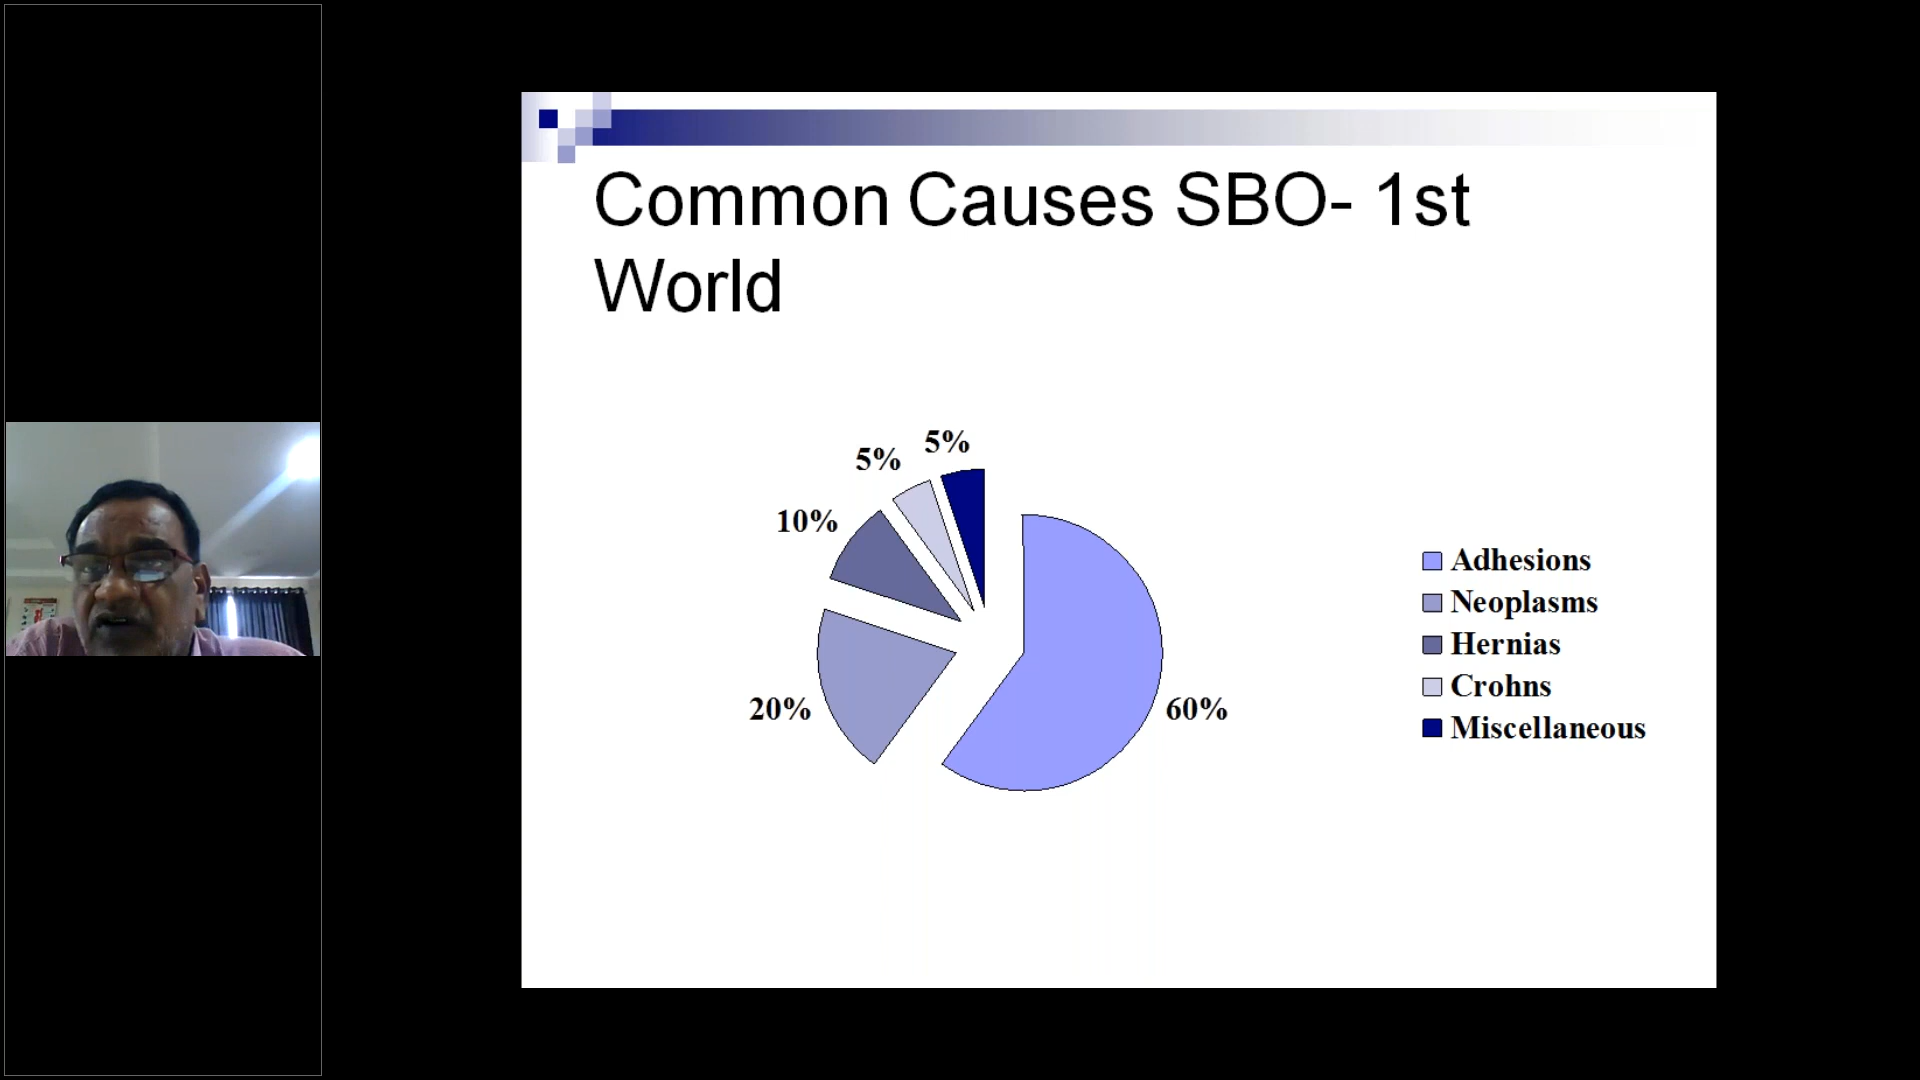 Common Causes SBO- 1st
World
5%
5%
10%
20%
60%
Adhesions
Neoplasms
Hernias
Crohns
Miscellaneous